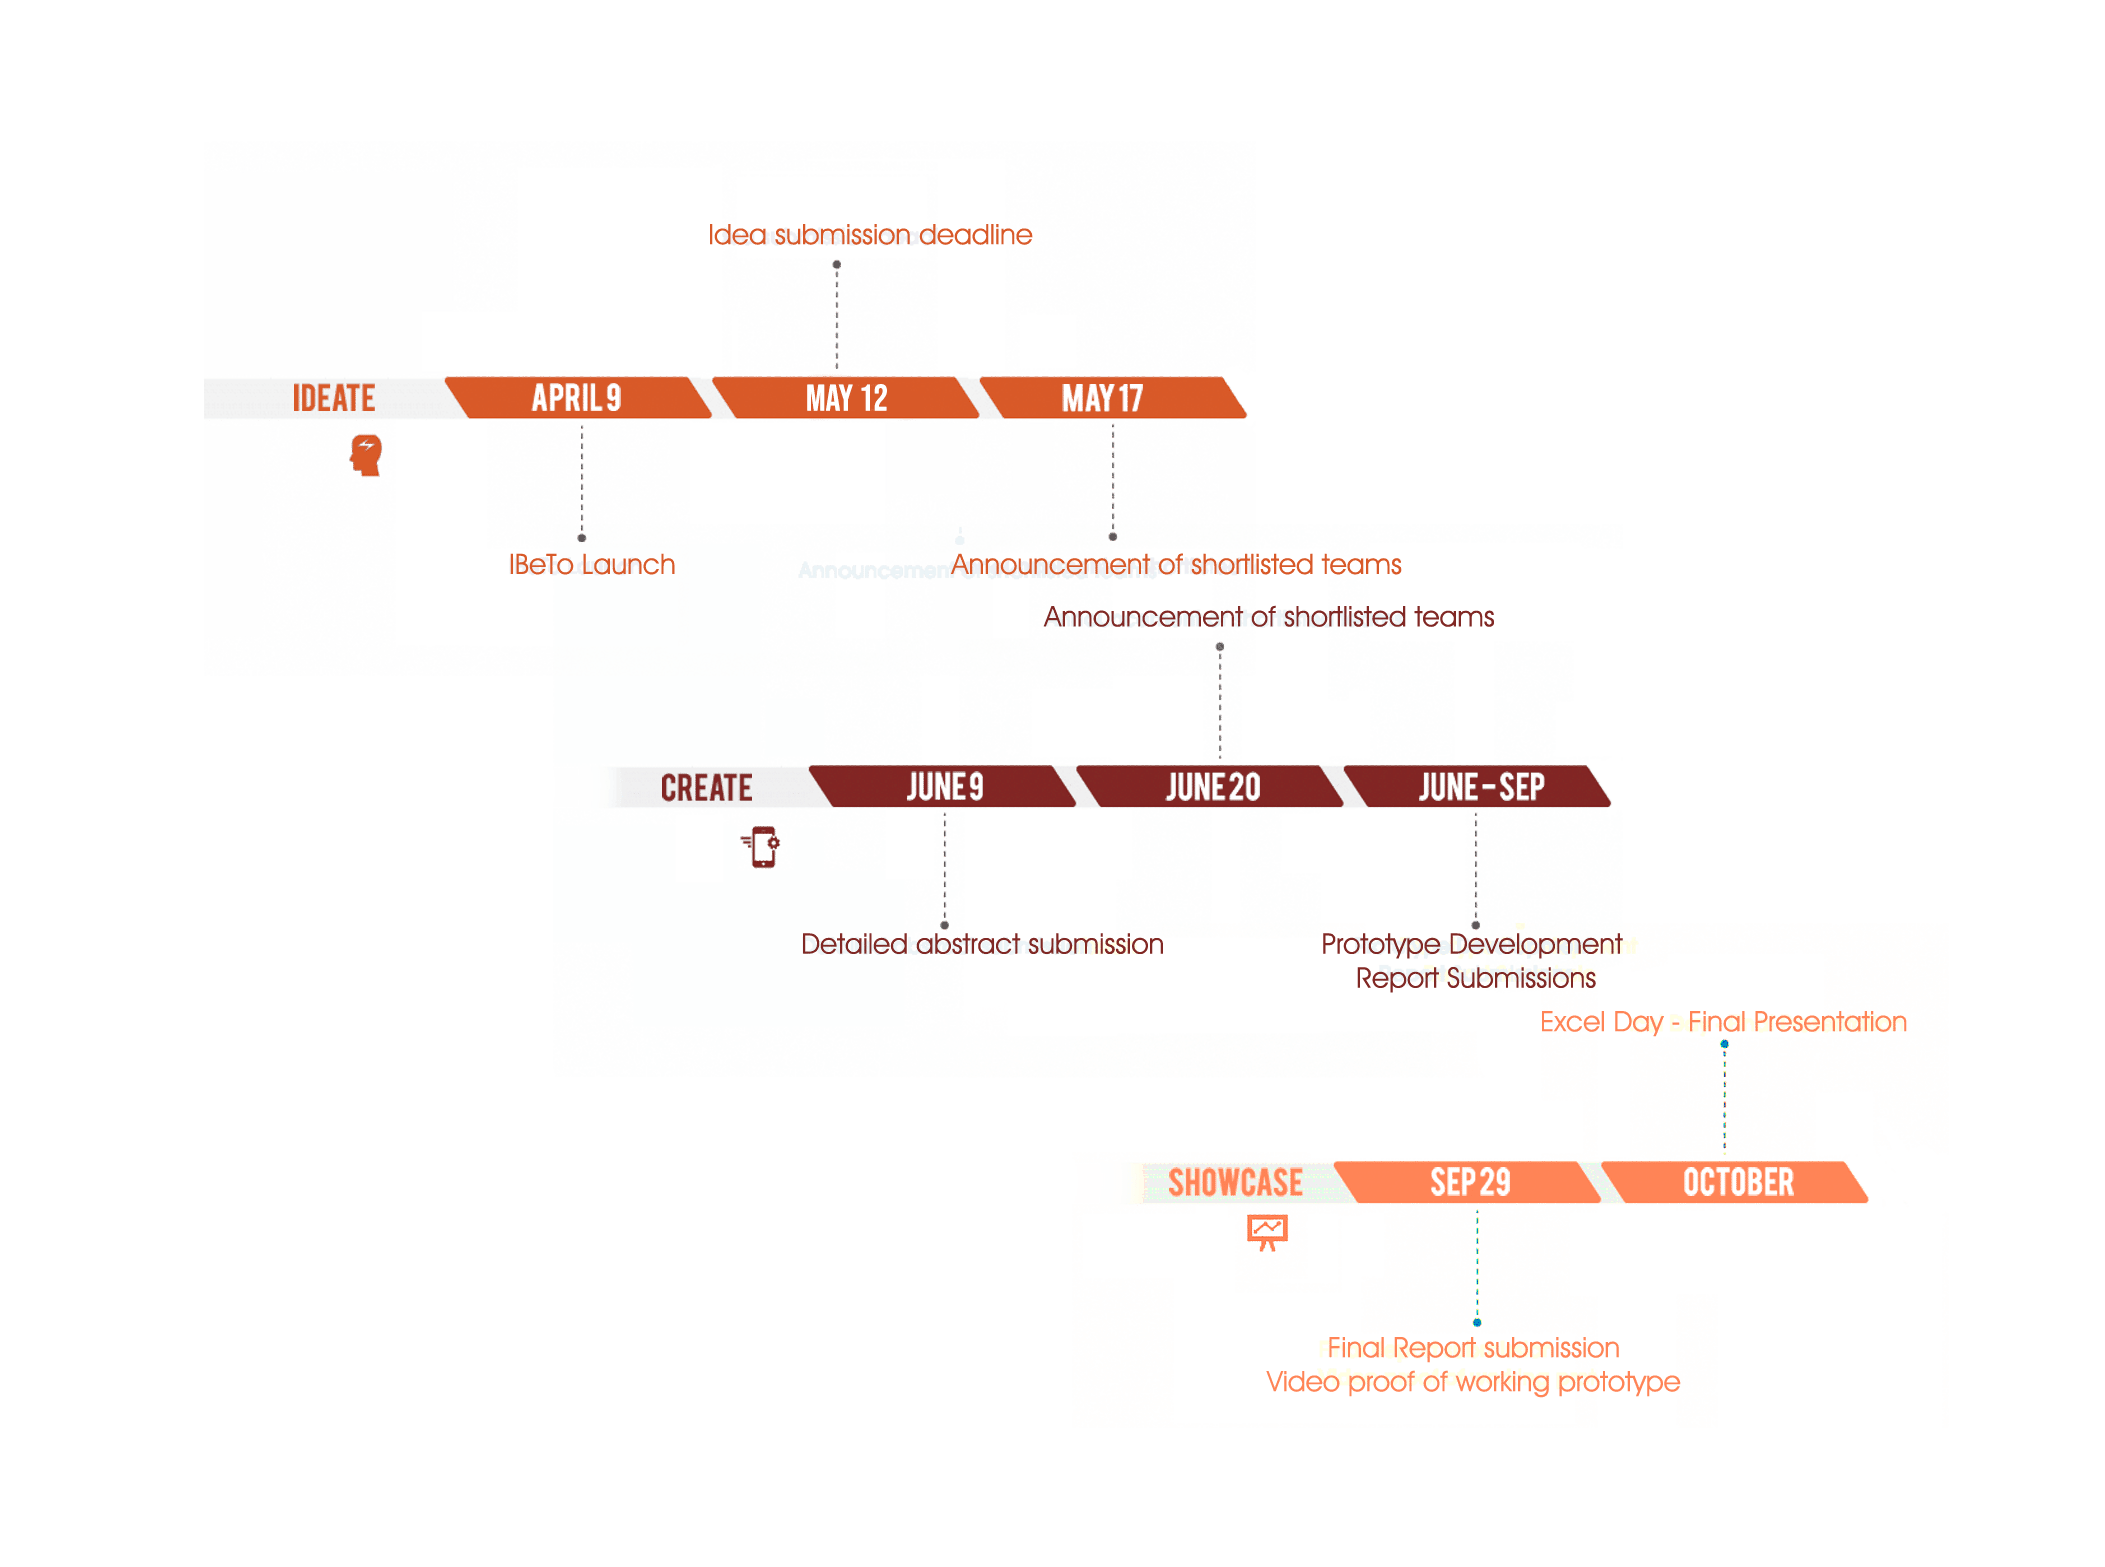 Idea submission deadline
IDEATE
APRIL 9
MAY 12
MAY 17
IBeTo Launch
Announcement of shortlisted teams
Announcement of shortlisted teams
CREATE
JUNE 9
JUNE 20
JUNE - SEP
Detailed abstract submission
Prototype Development
Report Submissions
Excel Day - Final Presentation
SHOWCASE
SEP 29
OCTOBER
Final Report submission
Video proof of working prototype